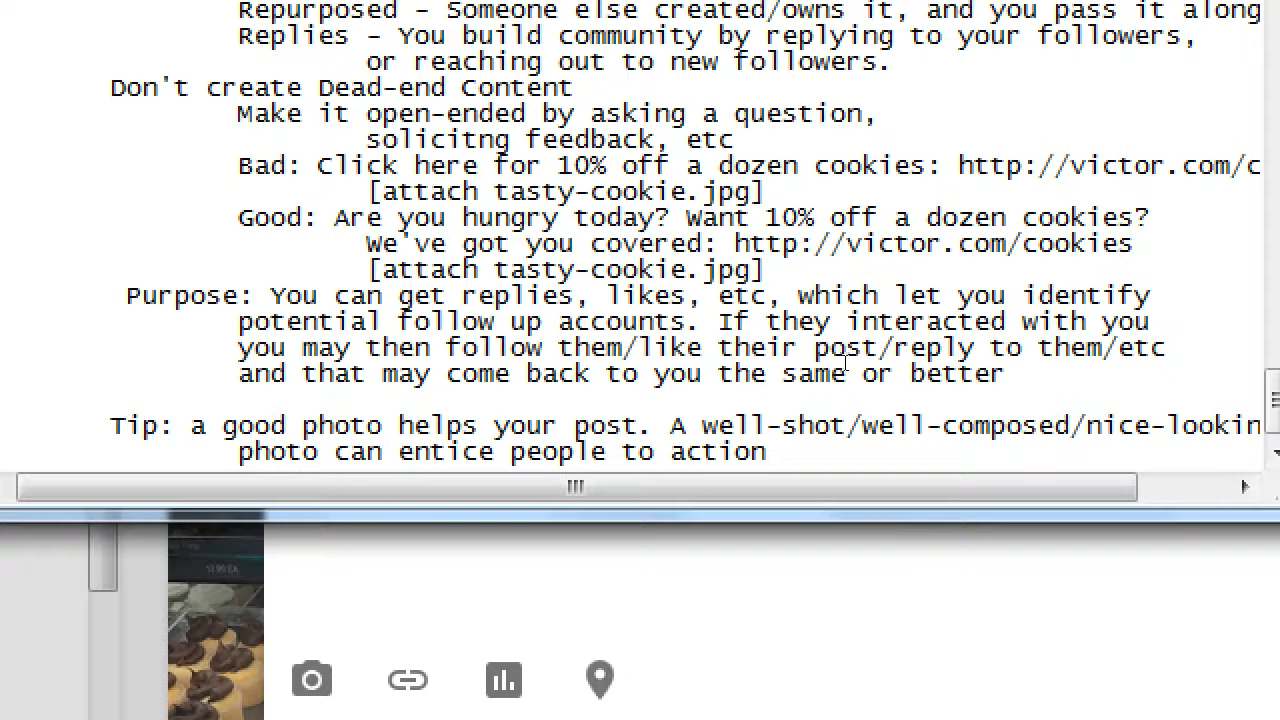 Repurposed - Someone else created/owns it, and you pass it along
Replies - You build community by replying to your followers,
or reaching out to new followers.
Don't create Dead-end Content
Make it open-ended by asking a question,
solicitng feedback, etc
Bad: Click here for 10% off a dozen cookies: http://victor.com/c
[attach tasty-cookie.jpg]
Good: Are you hungry today? Want 10% off a dozen cookies?
We've got you covered: http://victor.com/cookies
[attach tasty-cookie.jpg]
Purpose: You can get replies, likes, etc, which let you identify
potential follow up accounts. If they interacted with you
you may then follow them/like their post/reply to them/etc
and that may come back to you the same or better
Tip: a good photo helps your post. A well-shot/well-composed/nice-lookin
photo can entice people to action